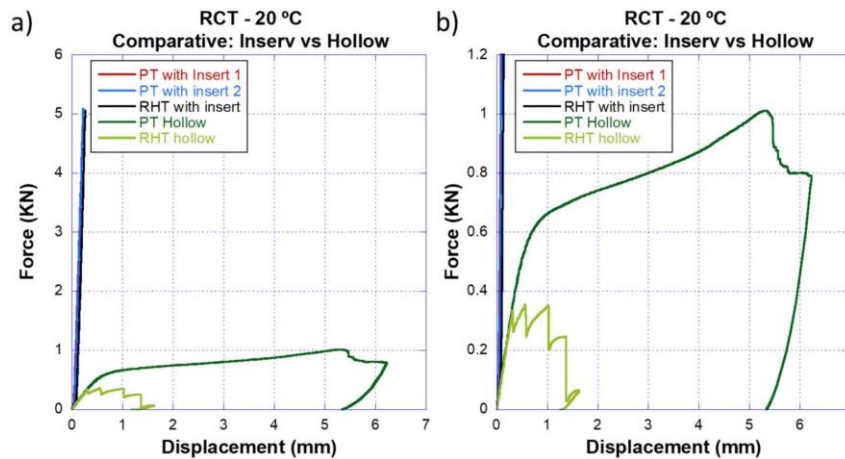 a)
RCT - 20 ºC
Comparative: Inserv vs Hollow
PT with Insert 1
PT with insert 2
RHT with insert
PT Hollow
RHT hollow
Force (KN)
6
5
4
3
2
1
0
0 1 2 3 4 5 6 7
Displacement (mm)
b)
RCT - 20 ºC
Comparative: Inserv vs Hollow
PT with Insert 1
PT with insert 2
RHT with insert
PT Hollow
RHT hollow
Force (KN)
1.2
1
0.8
0.6
0.4
0.2
0
0 1 2 3 4 5 6
Displacement (mm)